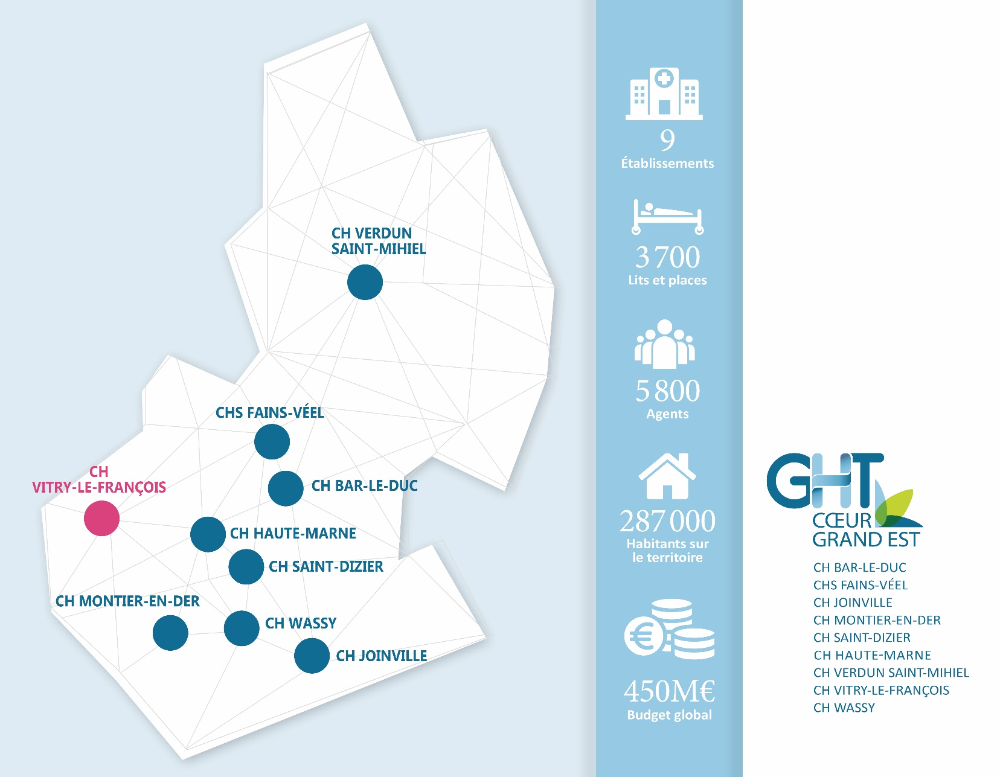 CH VERDUN
SAINT-MIHIEL
CHS FAINS-VÉEL
CH
VITRY-LE-FRANÇOIS
CH BAR-LE-DUC
CH HAUTE-MARNE
CH SAINT-DIZIER
CH MONTIER-EN-DER
CH WASSY
CH JOINVILLE
9
Établissements
3 700
Lits et places
5 800
Agents
287 000
Habitants sur
le territoire
€
450M€
Budget global
GHT
CŒUR
GRAND EST
CH BAR-LE-DUC
CHS FAINS-VÉEL
CH JOINVILLE
CH MONTIER-EN-DER
CH SAINT-DIZIER
CH HAUTE-MARNE
CH VERDUN SAINT-MIHIEL
CH VITRY-LE-FRANÇOIS
CH WASSY